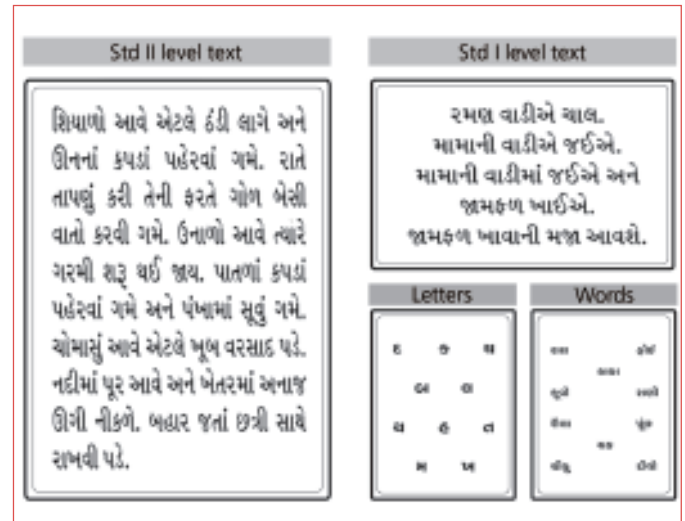 Std II level text
શિયાળો આવે એટલે ઠંડી લાગે અને
ઊનનાં કપડાં પહેરવાં ગમે. રાતે
તાપણું કરી તેની ફરતે ગોળ બેસી
વાતો કરવી ગમે. ઉનાળો આવે ત્યારે
ગરમી શરૂ થઈ જાય. પાતળાં કપડાં
પહેરવાં ગમે અને પંખામાં સૂવું ગમે.
ચોમાસું આવે એટલે ખૂબ વરસાદ પડે.
નદીમાં પૂર આવે અને ખેતરમાં અનાજ
ઊગી નીકળે. બહાર જતાં છત્રી સાથે
રાખવી પડે.
Std I level text
રમણ વાડીએ ચાલ.
મામાની વાડીએ જઈએ.
મામાની વાડીમાં જઈએ અને
જામફળ ખાઈએ.
જામફળ ખાવાની મજા આવશે.
Letters
લ
હ ત
મ ખ
Words